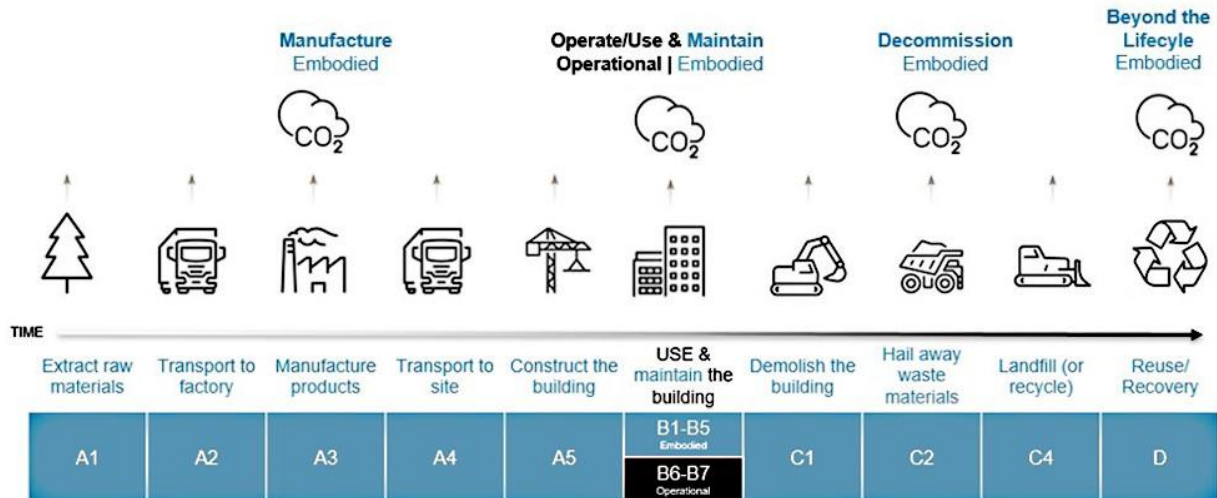 Manufacture
Embodied
Operate/Use & Maintain
Operational | Embodied
Decommission
Embodied
Beyond the
Lifecyle
Embodied
CO2
CO2
CO2
CO2
TIME
Extract raw
materials
Transport to
factory
Manufacture
products
Transport to
site
Construct the
building
USE &
maintain the
building
Demolish the
building
Hail away
waste
materials
Landfill (or
recycle)
Reuse/
Recovery
A1
A2
A3
A4
A5
B1-B5
Embodied
B6-B7
Operational
C1
C2
C4
D